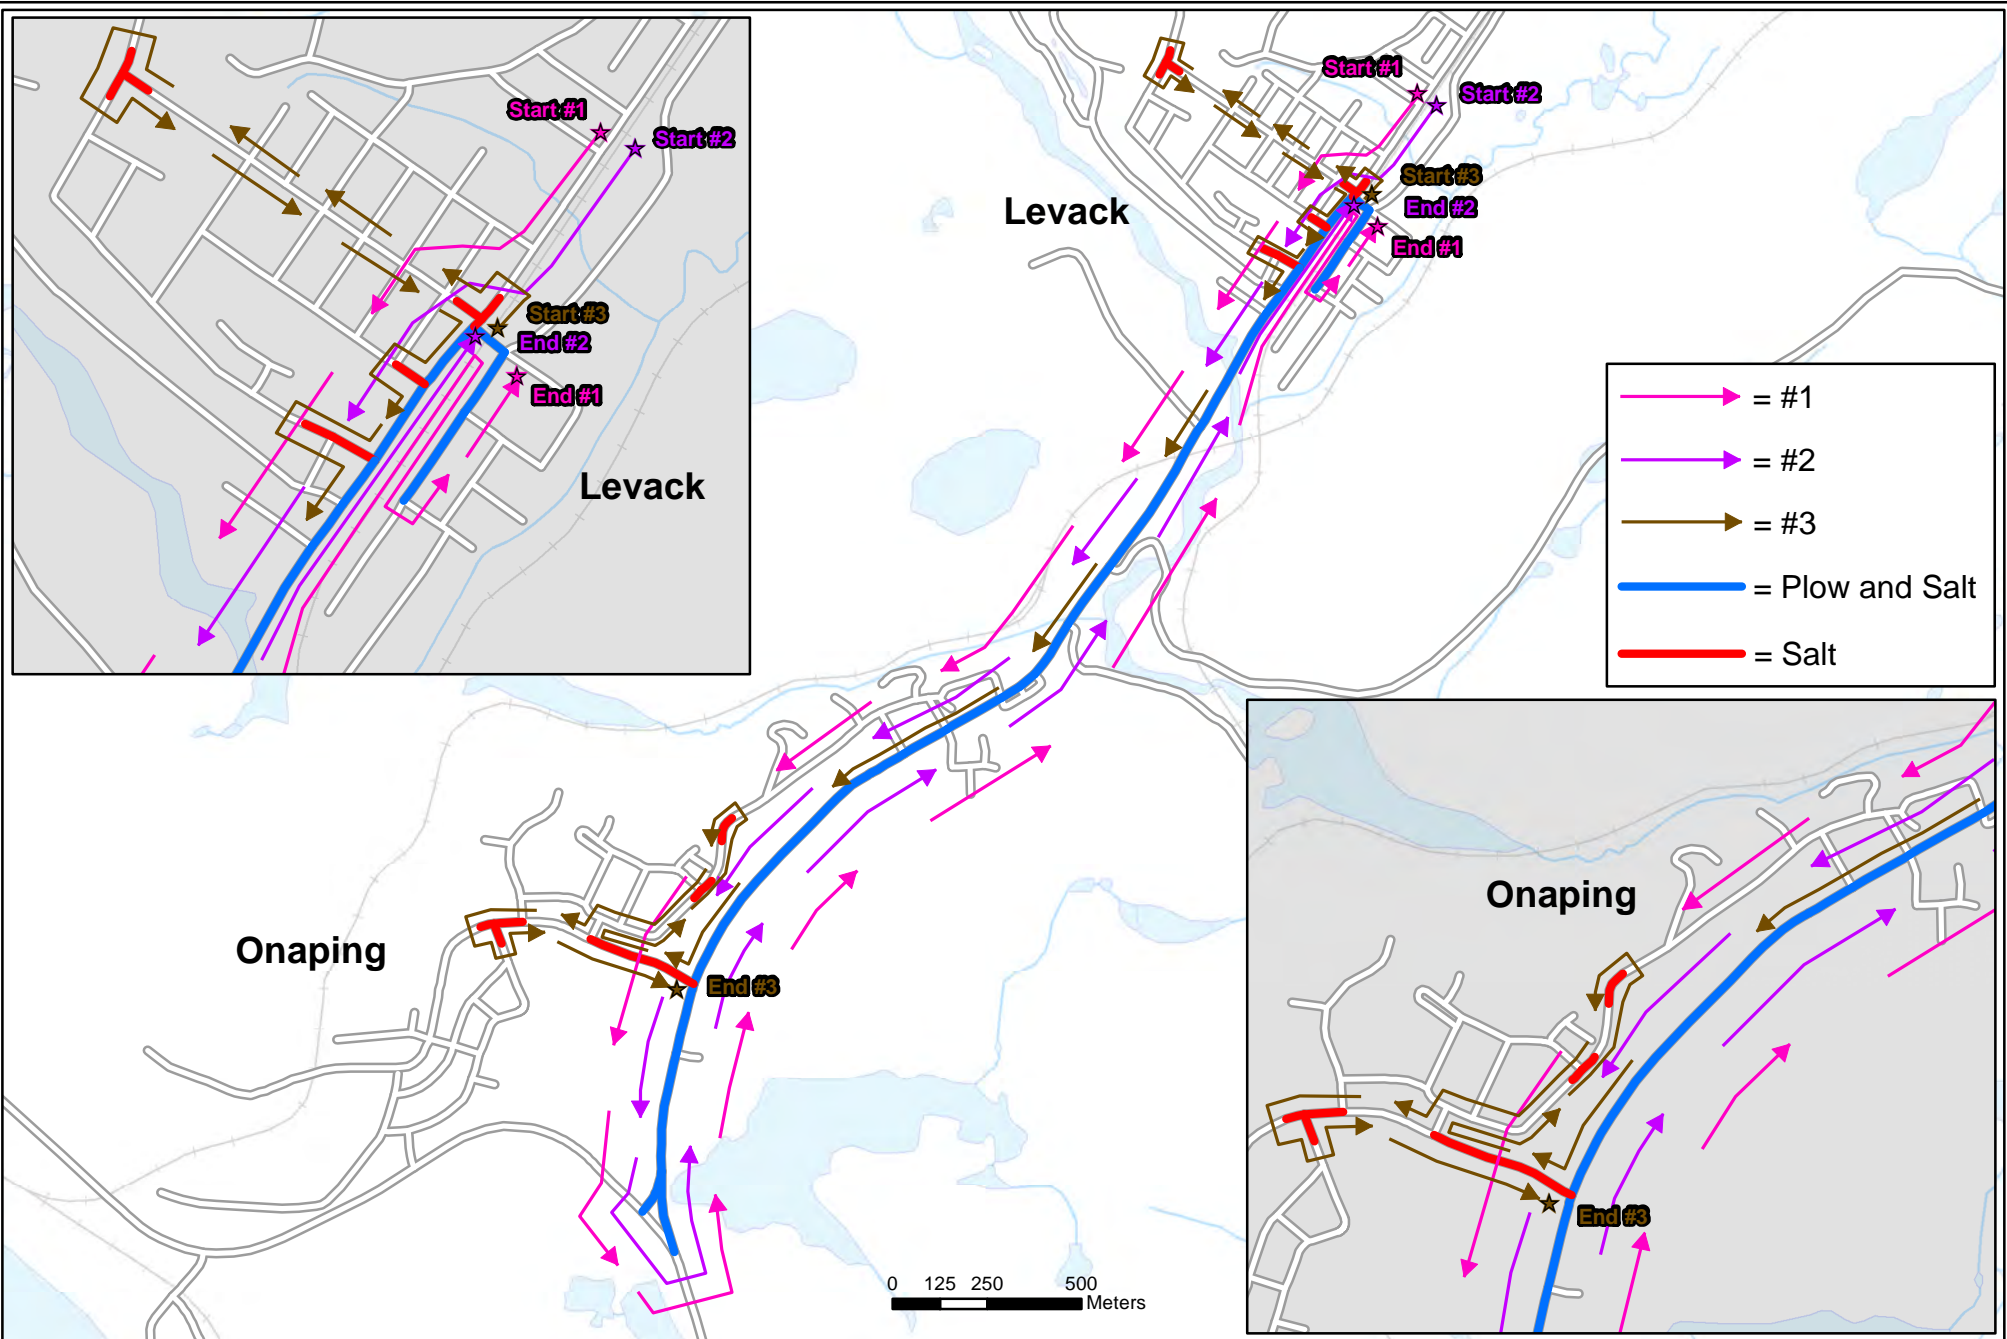 Start #1
Start #2
Start #3
End #2
End #1
Levack
Start #1
Start #2
Start #3
End #2
End #1
Levack
= #1
= #2
= #3
= Plow and Salt
= Salt
Onaping
End #3
Onaping
End #3
0 125 250 500
Meters